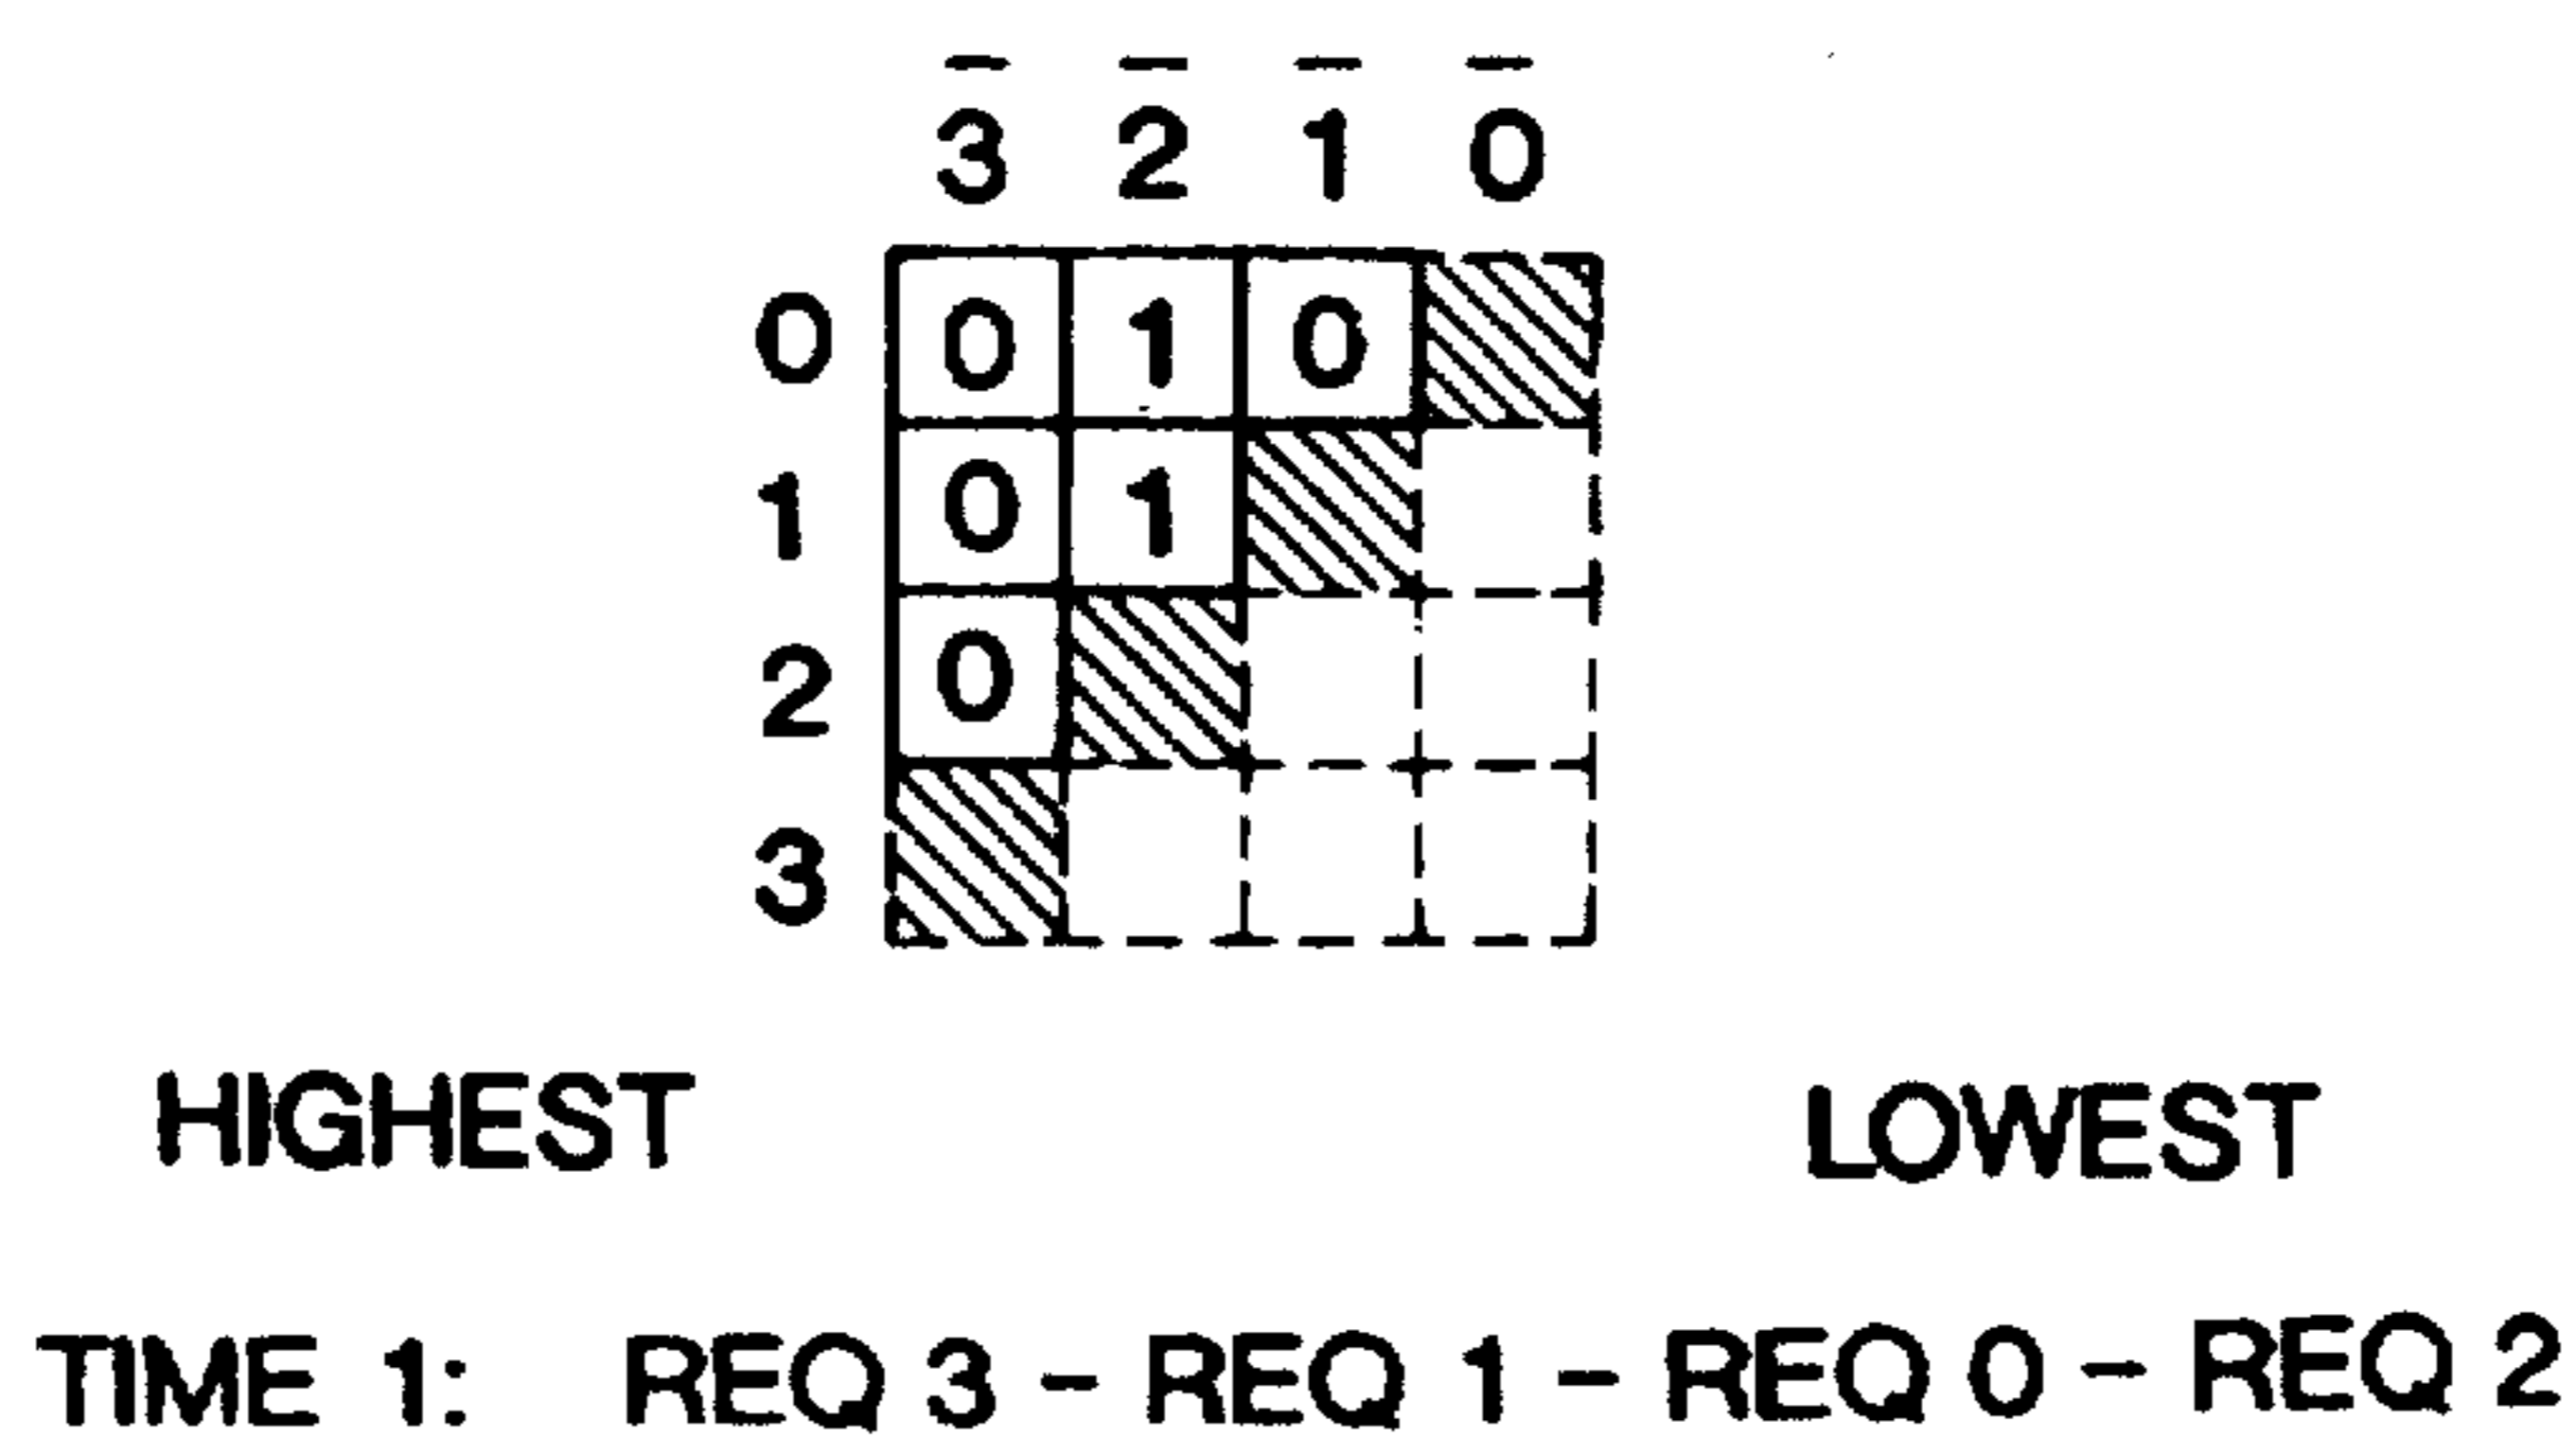 3̅ 2̅ 1̅ 0̅
0 0 1 0
1 0 1
2 0
3
HIGHEST LOWEST
TIME 1: REQ 3 – REQ 1 – REQ 0 – REQ 2